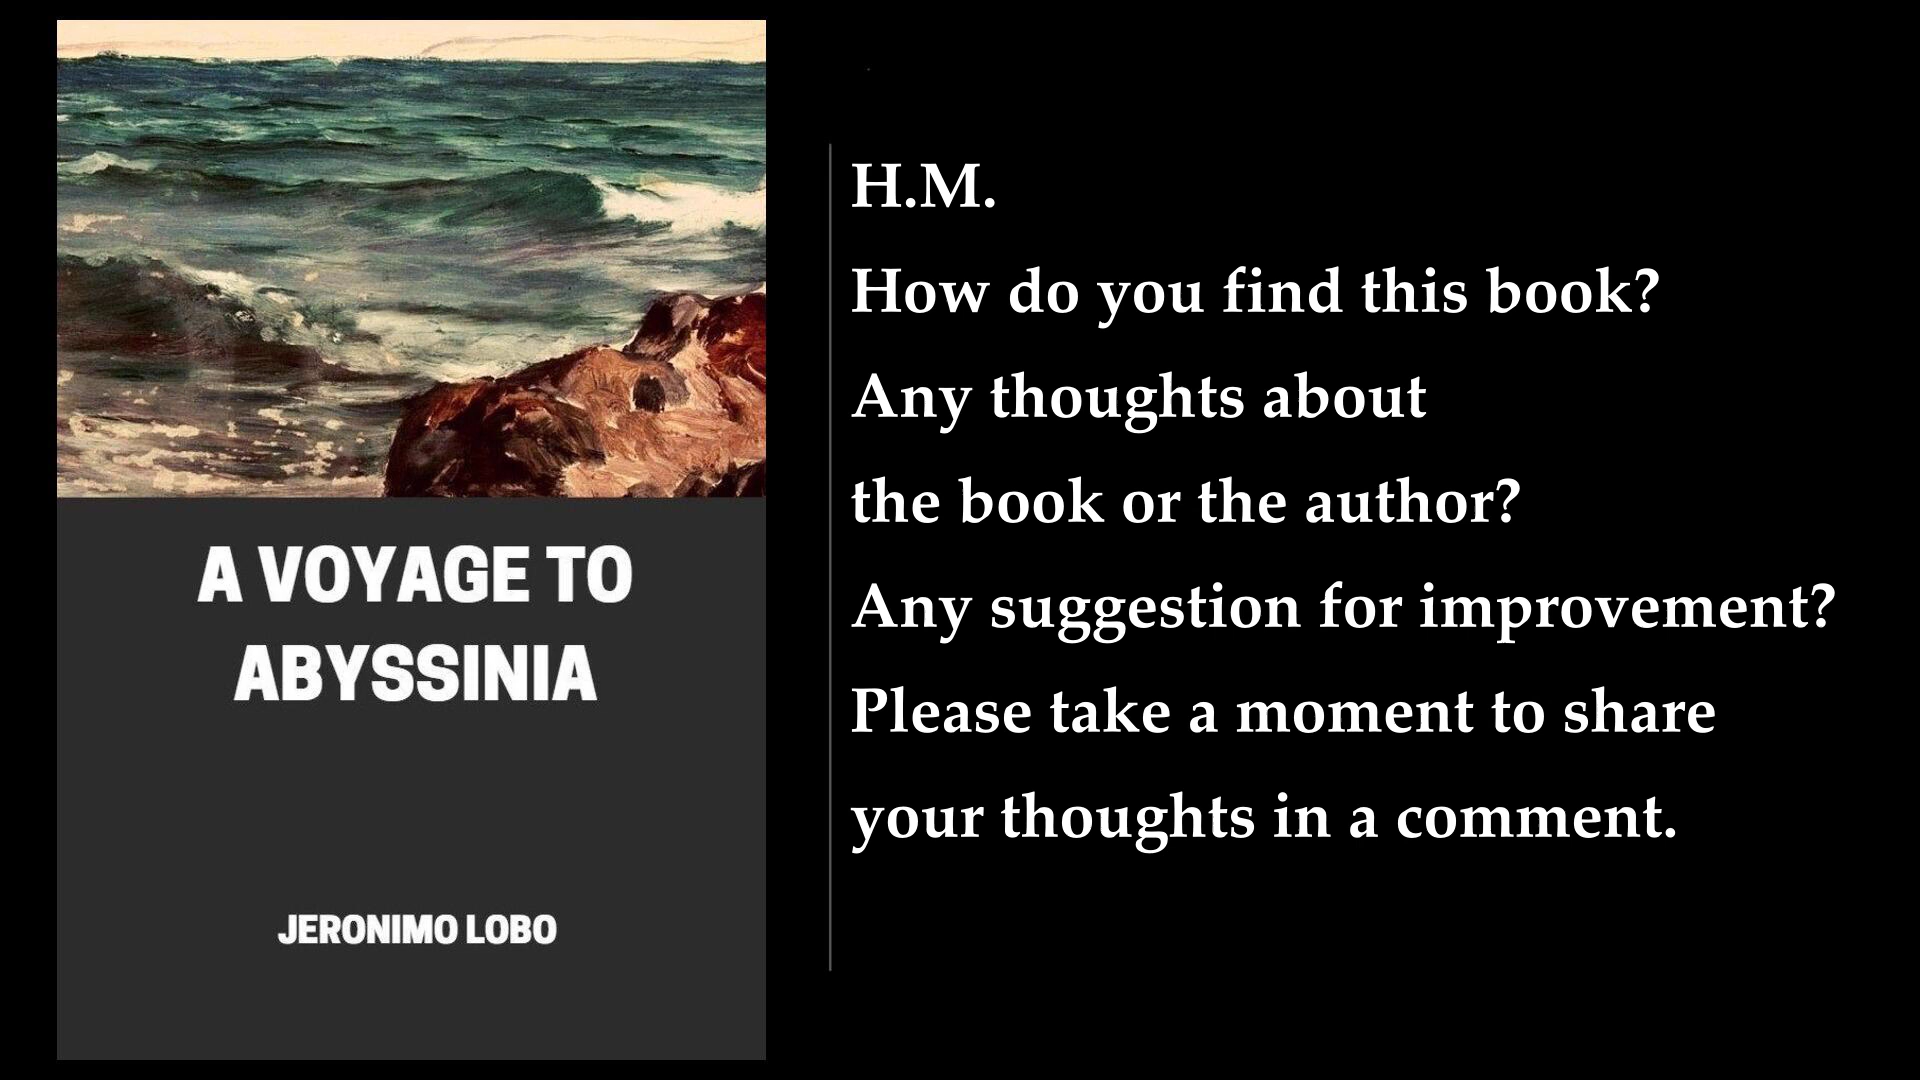 A VOYAGE TO
ABYSSINIA
JERONIMO LOBO
H.M.
How do you find this book?
Any thoughts about
the book or the author?
Any suggestion for improvement?
Please take a moment to share
your thoughts in a comment.